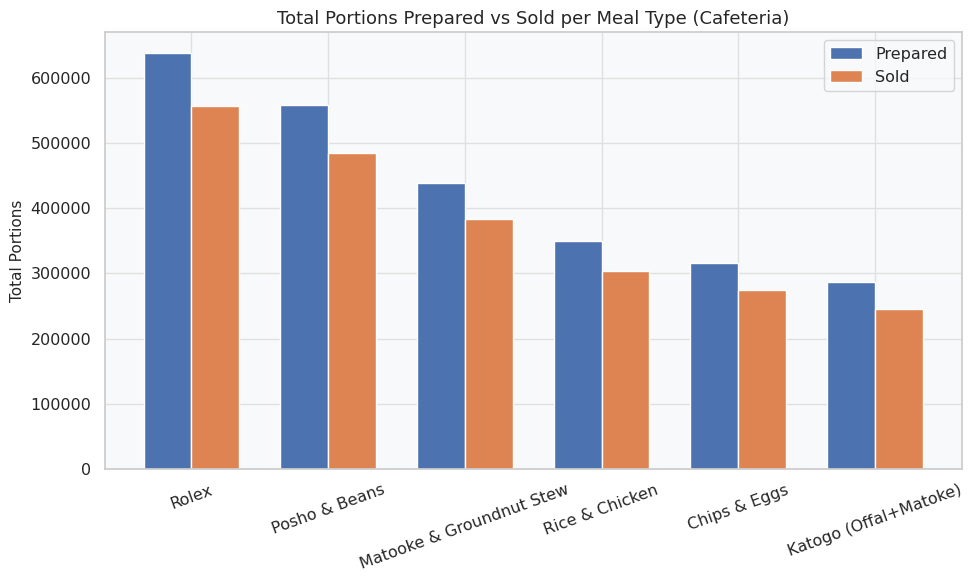 Total Portions Prepared vs Sold per Meal Type (Cafeteria)
Prepared
Sold
Total Portions
600000
500000
400000
300000
200000
100000
0
Rolex
Posho & Beans
Matooke & Groundnut Stew
Rice & Chicken
Chips & Eggs
Katogo (Offal+Matoke)